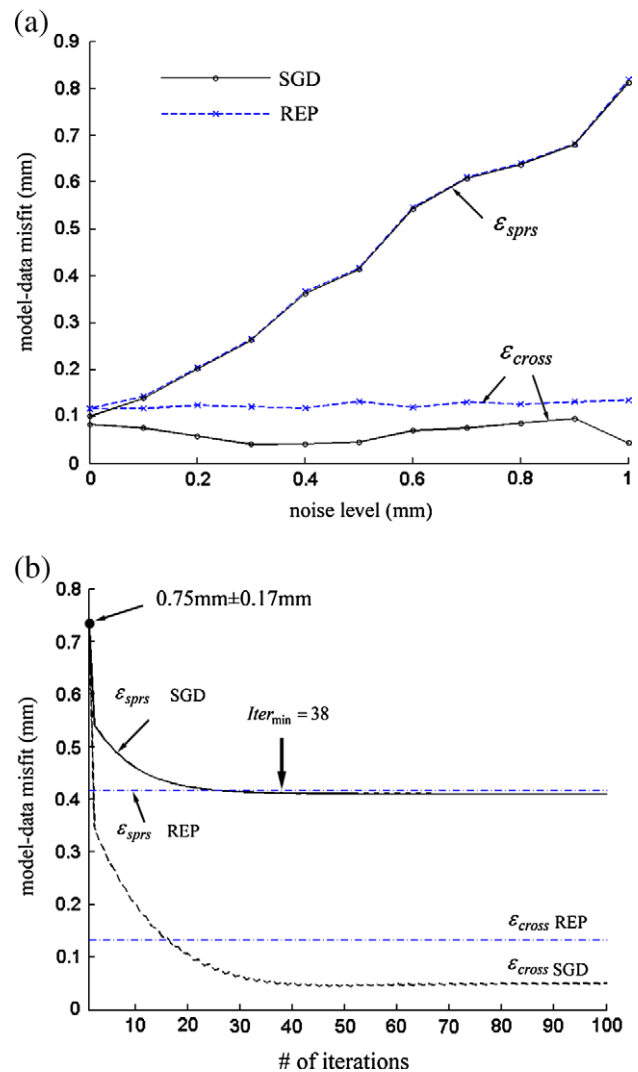 (a)
0.9
0.8
0.7
0.6
0.5
0.4
0.3
0.2
0.1
0
model-data misfit (mm)
SGD
REP
ε_sprs
ε_cross
0 0.2 0.4 0.6 0.8 1
noise level (mm)
(b)
0.8
0.7
0.6
0.5
0.4
0.3
0.2
0.1
0
model-data misfit (mm)
0.75mm±0.17mm
ε_sprs SGD
Iter_min = 38
ε_sprs REP
ε_cross REP
ε_cross SGD
10 20 30 40 50 60 70 80 90 100
# of iterations